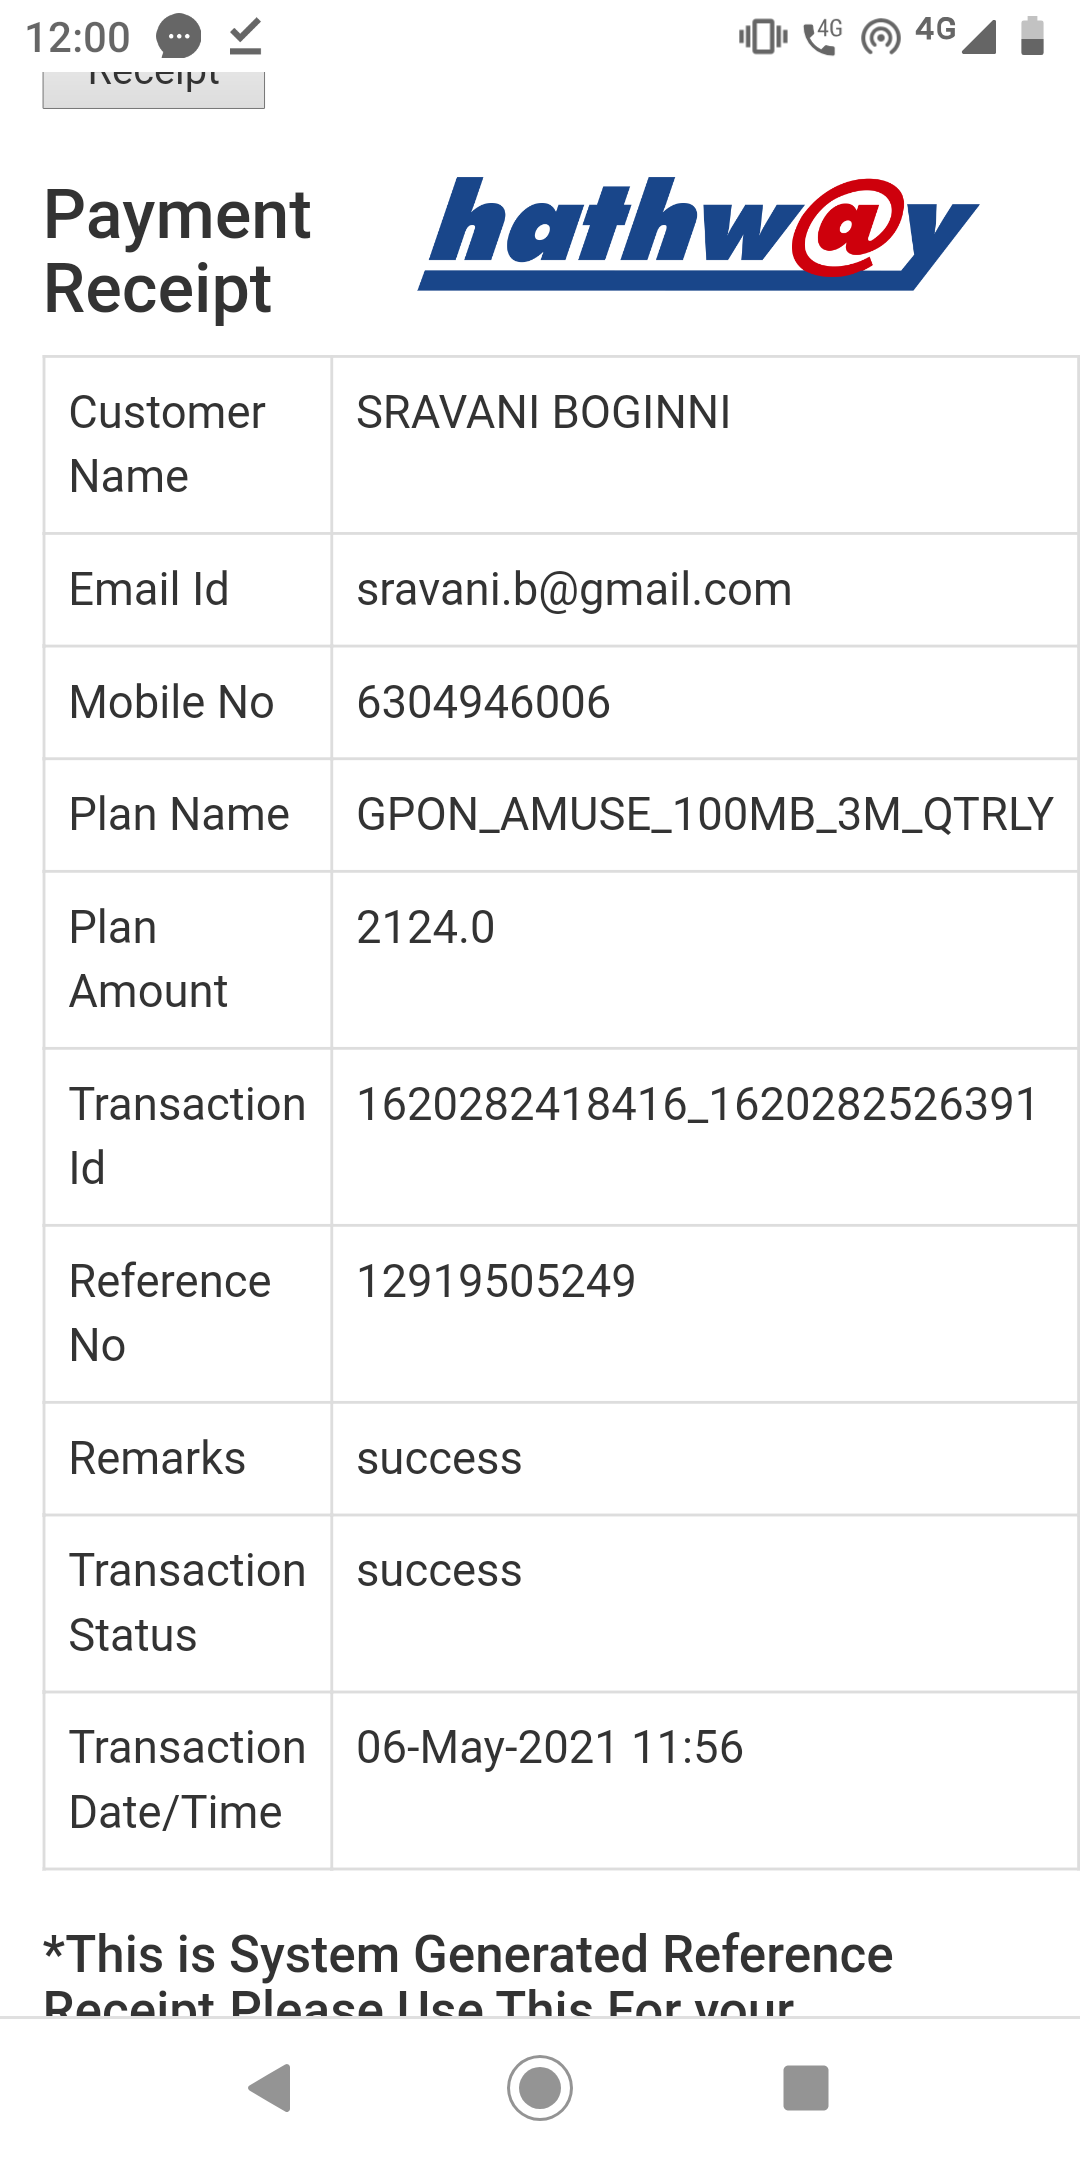 12:00 4G 4G
Receipt
Payment
Receipt
hathw@y
Customer
Name
SRAVANI BOGINNI
Email Id
sravani.b@gmail.com
Mobile No
6304946006
Plan Name
GPON_AMUSE_100MB_3M_QTRLY
Plan
Amount
2124.0
Transaction
Id
1620282418416_1620282526391
Reference
No
12919505249
Remarks
success
Transaction
Status
success
Transaction
Date/Time
06-May-2021 11:56
*This is System Generated Reference
Receipt Please Use This For your